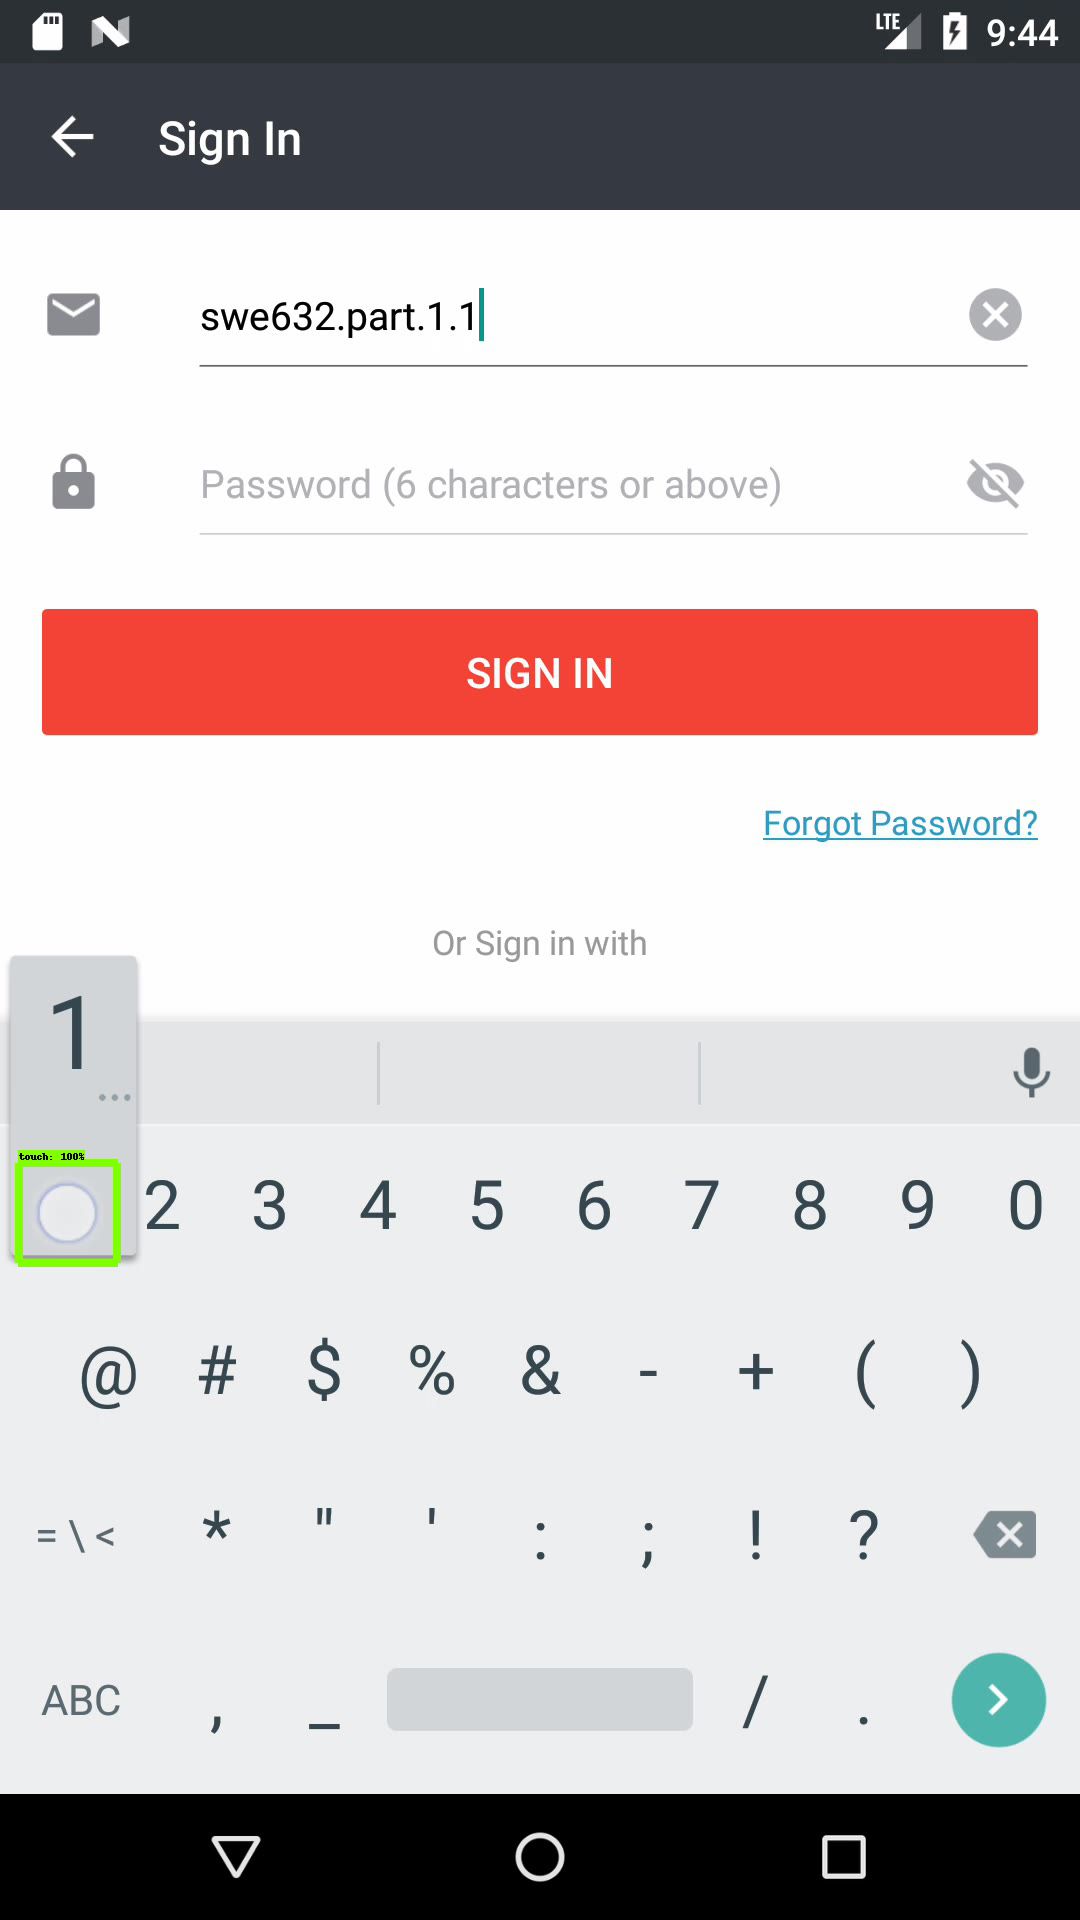 LTE 9:44
Sign In
swe632.part.1.1
Password (6 characters or above)
SIGN IN
Forgot Password?
Or Sign in with
1
...
touch: 100%
2 3 4 5 6 7 8 9 0
@ # $ % & - + ( )
= \ < * " ' : ; ! ?
ABC , _ / .